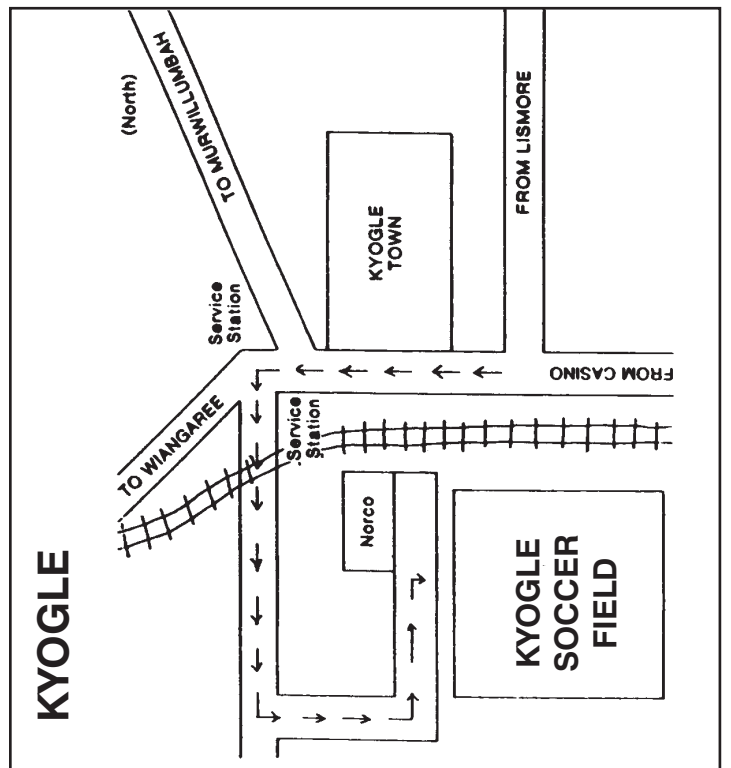 KYOGLE
(North)
TO MURWILLUMBAH
FROM LISMORE
KYOGLE
TOWN
Service
Station
FROM CASINO
TO WIANGAREE
Service
Station
Norco
KYOGLE
SOCCER
FIELD